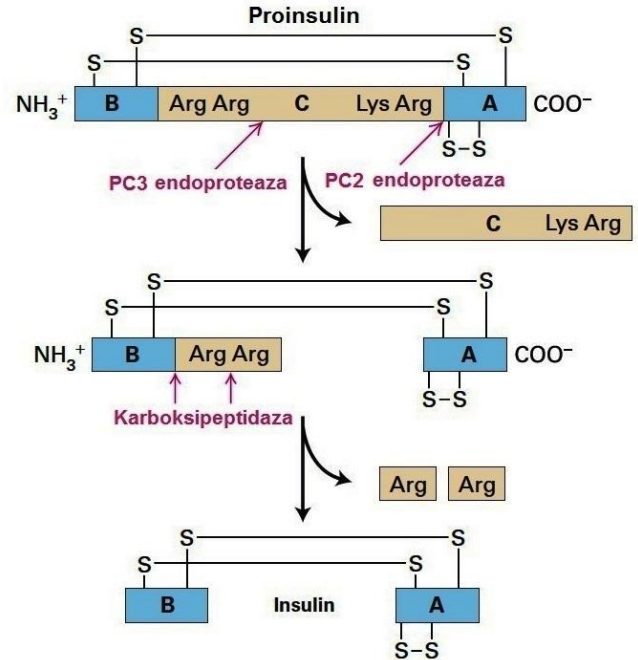 Proinsulin
S S
S S
NH₃⁺ B Arg Arg C Lys Arg A COO⁻
S–S
PC3 endoproteaza PC2 endoproteaza
C Lys Arg
S S
S S
NH₃⁺ B Arg Arg A COO⁻
S–S
Karboksipeptidaza
Arg Arg
S S
S S
B Insulin A
S–S